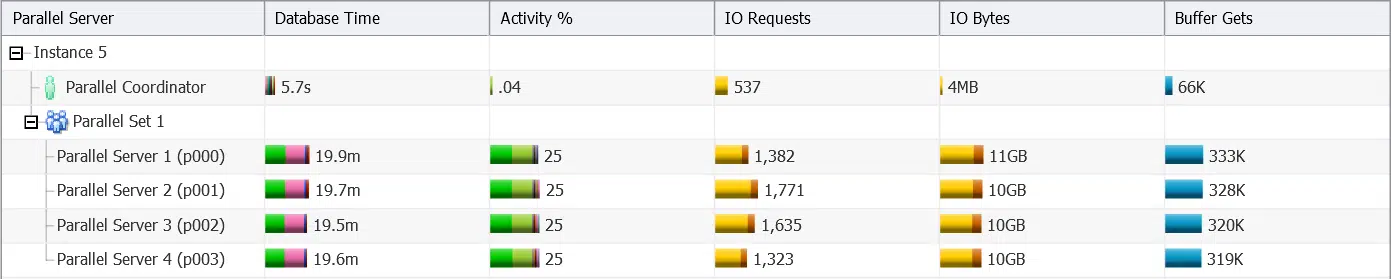 Parallel Server Database Time Activity % IO Requests IO Bytes Buffer Gets
Instance 5
Parallel Coordinator 5.7s .04 537 4MB 66K
Parallel Set 1
Parallel Server 1 (p000) 19.9m 25 1,382 11GB 333K
Parallel Server 2 (p001) 19.7m 25 1,771 10GB 328K
Parallel Server 3 (p002) 19.5m 25 1,635 10GB 320K
Parallel Server 4 (p003) 19.6m 25 1,323 10GB 319K